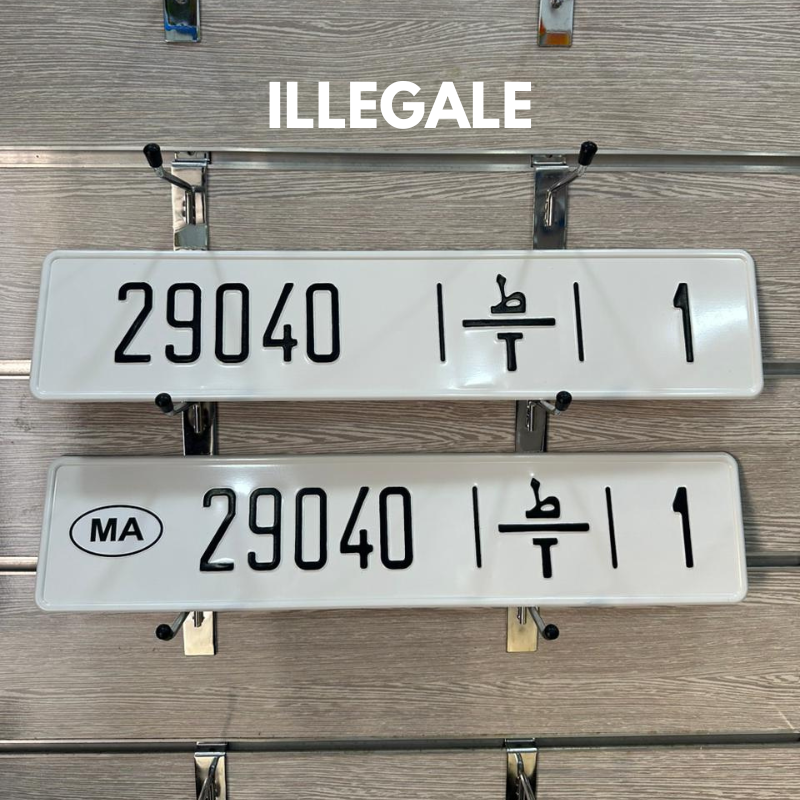 ILLEGALE
29040 | ط | 1
T
MA 29040 | ط | 1
T